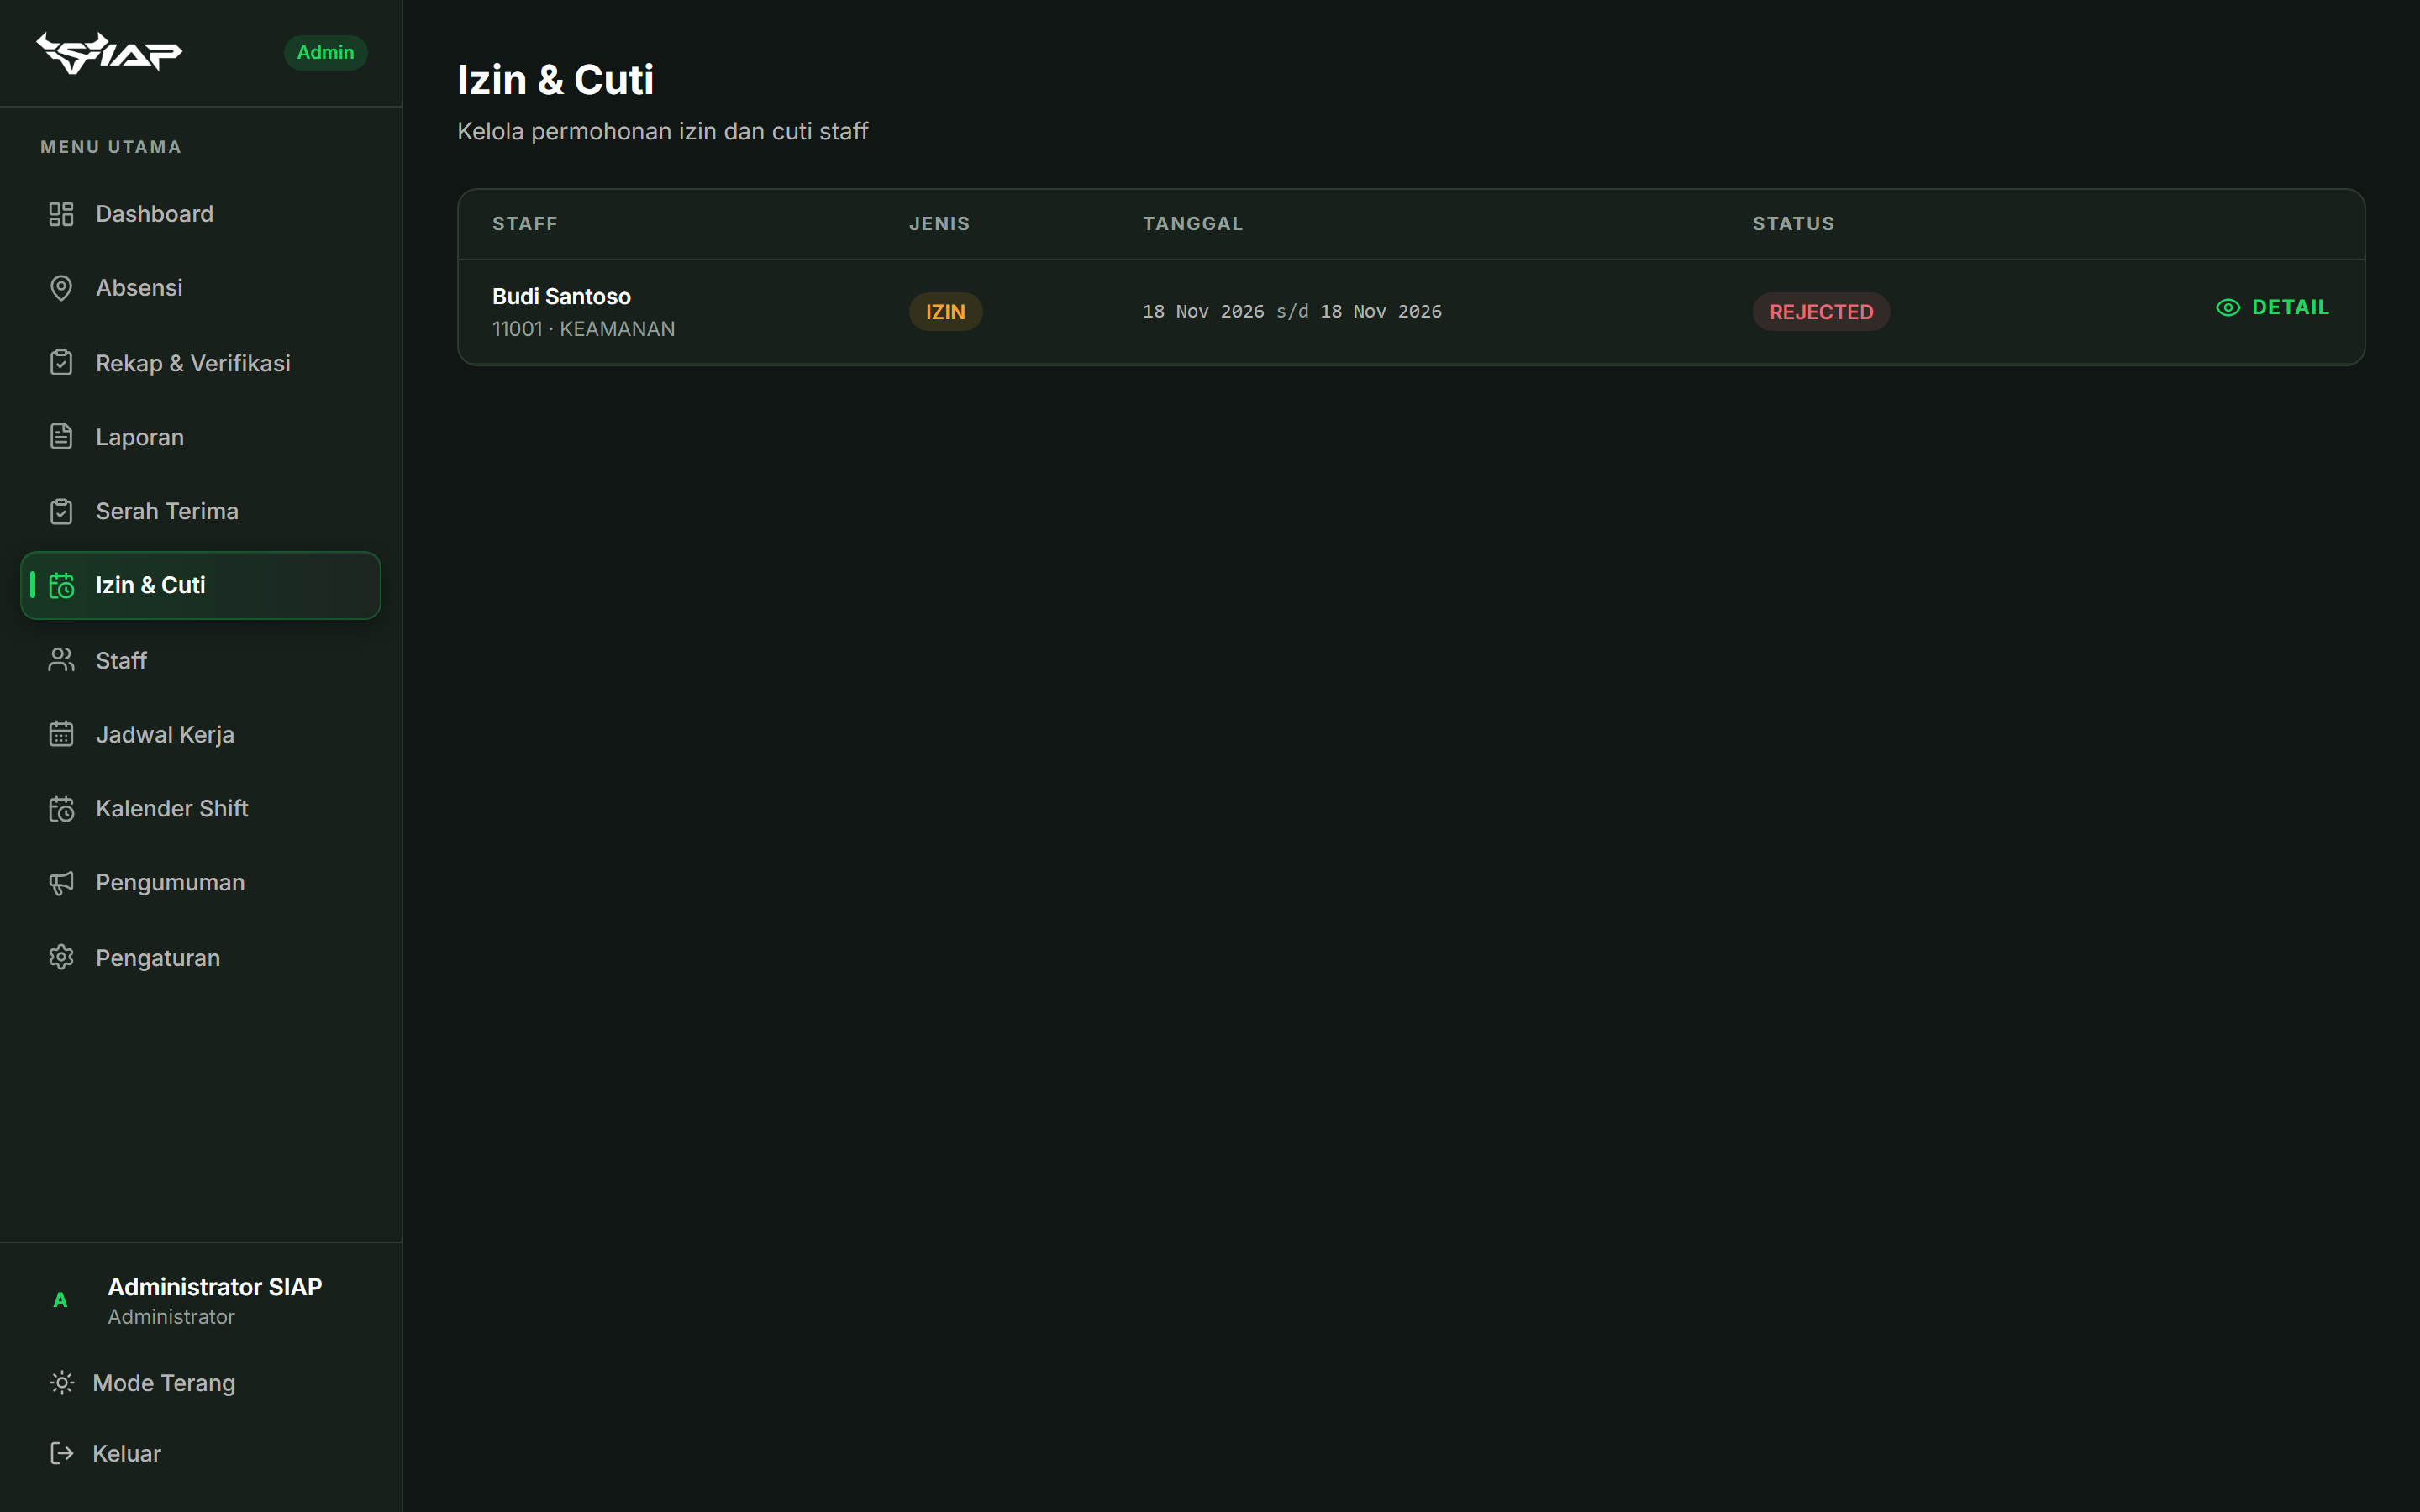 SIAP
Admin
MENU UTAMA
Dashboard
Absensi
Rekap & Verifikasi
Laporan
Serah Terima
Izin & Cuti
Staff
Jadwal Kerja
Kalender Shift
Pengumuman
Pengaturan
A
Administrator SIAP
Administrator
Mode Terang
Keluar
Izin & Cuti
Kelola permohonan izin dan cuti staff
STAFF JENIS TANGGAL STATUS
Budi Santoso
11001 · KEAMANAN
IZIN
18 Nov 2026 s/d 18 Nov 2026
REJECTED
DETAIL